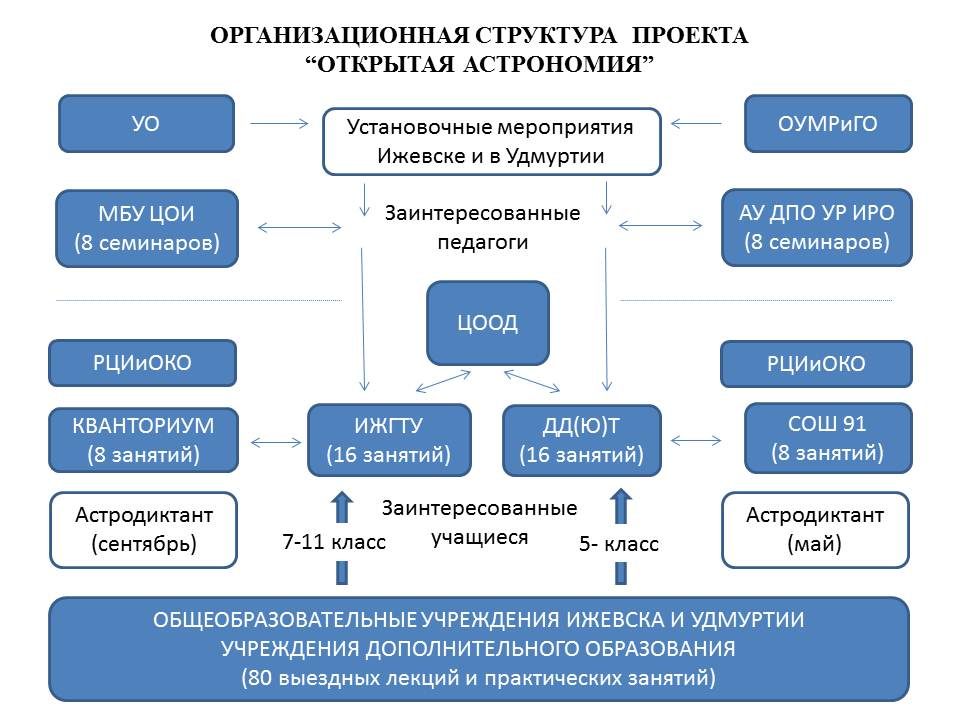 ОРГАНИЗАЦИОННАЯ СТРУКТУРА ПРОЕКТА
“ОТКРЫТАЯ АСТРОНОМИЯ”
УО
Установочные мероприятия
Ижевске и в Удмуртии
ОУМРиГО
МБУ ЦОИ
(8 семинаров)
Заинтересованные
педагоги
АУ ДПО УР ИРО
(8 семинаров)
ЦООД
РЦИиОКО
РЦИиОКО
КВАНТОРИУМ
(8 занятий)
ИЖГТУ
(16 занятий)
ДД(Ю)Т
(16 занятий)
СОШ 91
(8 занятий)
Астродиктант
(сентябрь)
7-11 класс
Заинтересованные
учащиеся
5- класс
Астродиктант
(май)
ОБЩЕОБРАЗОВАТЕЛЬНЫЕ УЧРЕЖДЕНИЯ ИЖЕВСКА И УДМУРТИИ
УЧРЕЖДЕНИЯ ДОПОЛНИТЕЛЬНОГО ОБРАЗОВАНИЯ
(80 выездных лекций и практических занятий)